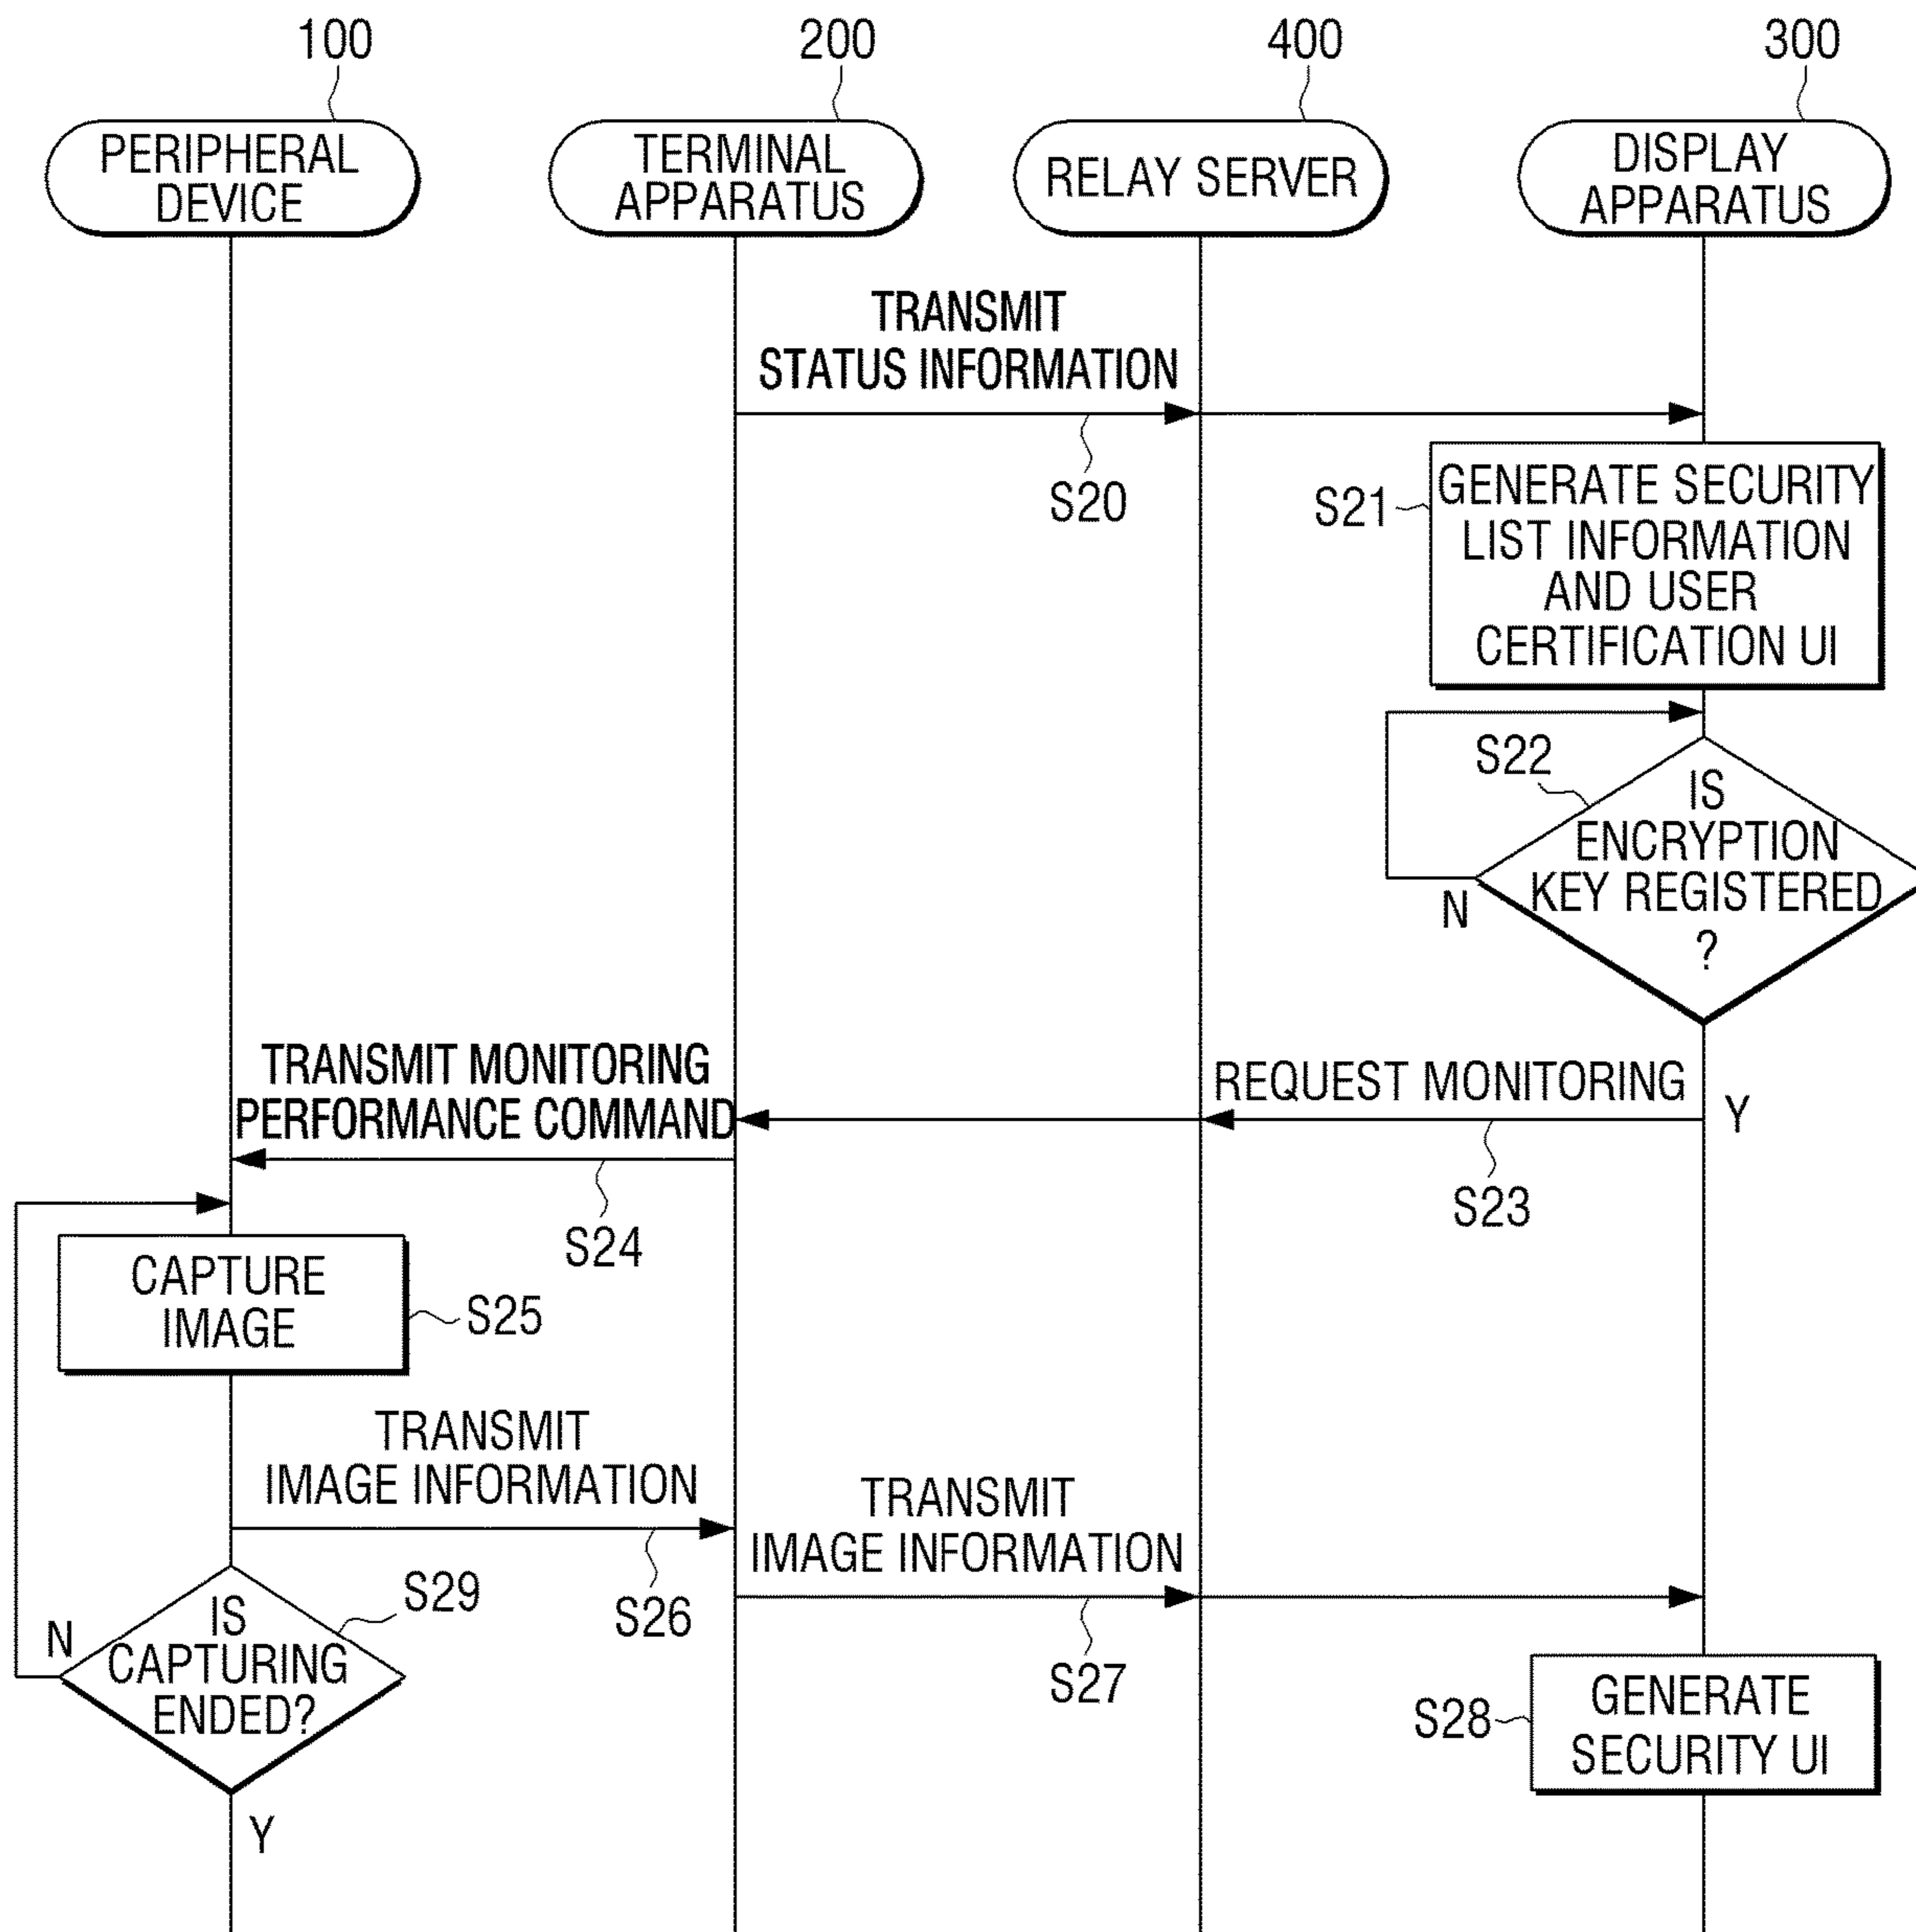 100
200
400
300
PERIPHERAL
DEVICE
TERMINAL
APPARATUS
RELAY SERVER
DISPLAY
APPARATUS
TRANSMIT
STATUS INFORMATION
S20
S21
GENERATE SECURITY
LIST INFORMATION
AND USER
CERTIFICATION UI
S22
IS
ENCRYPTION
KEY REGISTERED
?
N
Y
REQUEST MONITORING
S23
TRANSMIT MONITORING
PERFORMANCE COMMAND
S24
CAPTURE
IMAGE
S25
TRANSMIT
IMAGE INFORMATION
S26
TRANSMIT
IMAGE INFORMATION
S27
S29
IS
CAPTURING
ENDED?
N
Y
S28
GENERATE
SECURITY UI